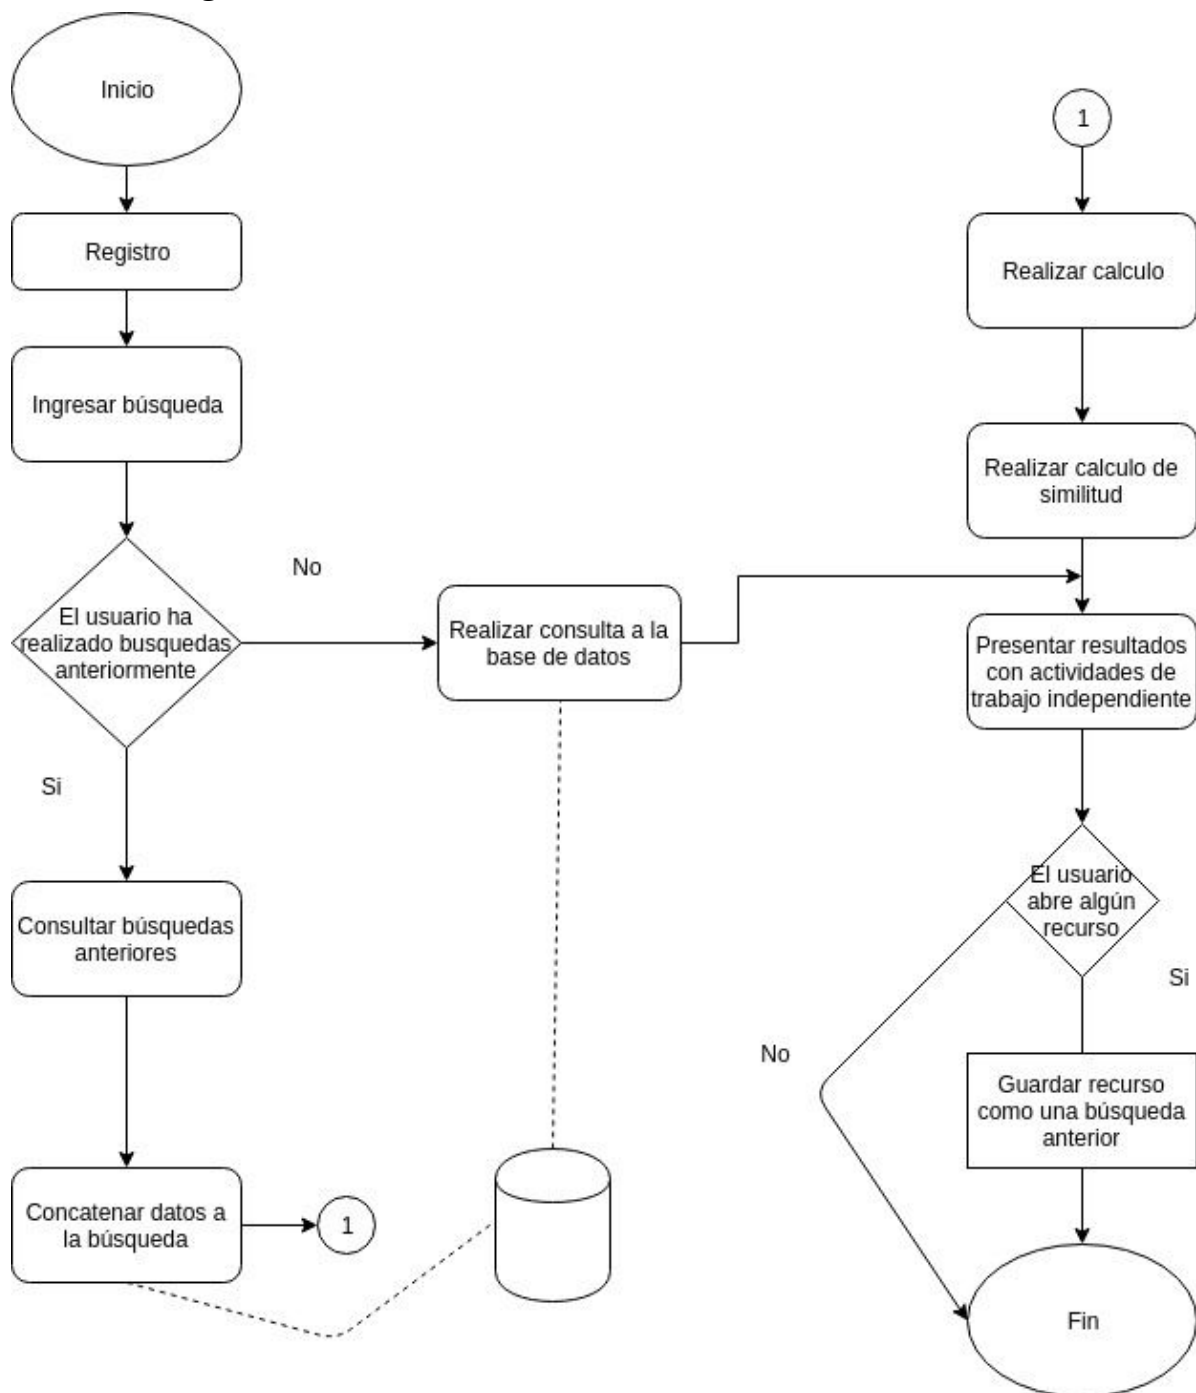 Inicio
Registro
Ingresar búsqueda
El usuario ha
realizado busquedas
anteriormente
No
Si
Realizar consulta a la
base de datos
Consultar búsquedas
anteriores
Concatenar datos a
la búsqueda
1
1
Realizar calculo
Realizar calculo de
similitud
Presentar resultados
con actividades de
trabajo independiente
El usuario
abre algún
recurso
Si
No
Guardar recurso
como una búsqueda
anterior
Fin